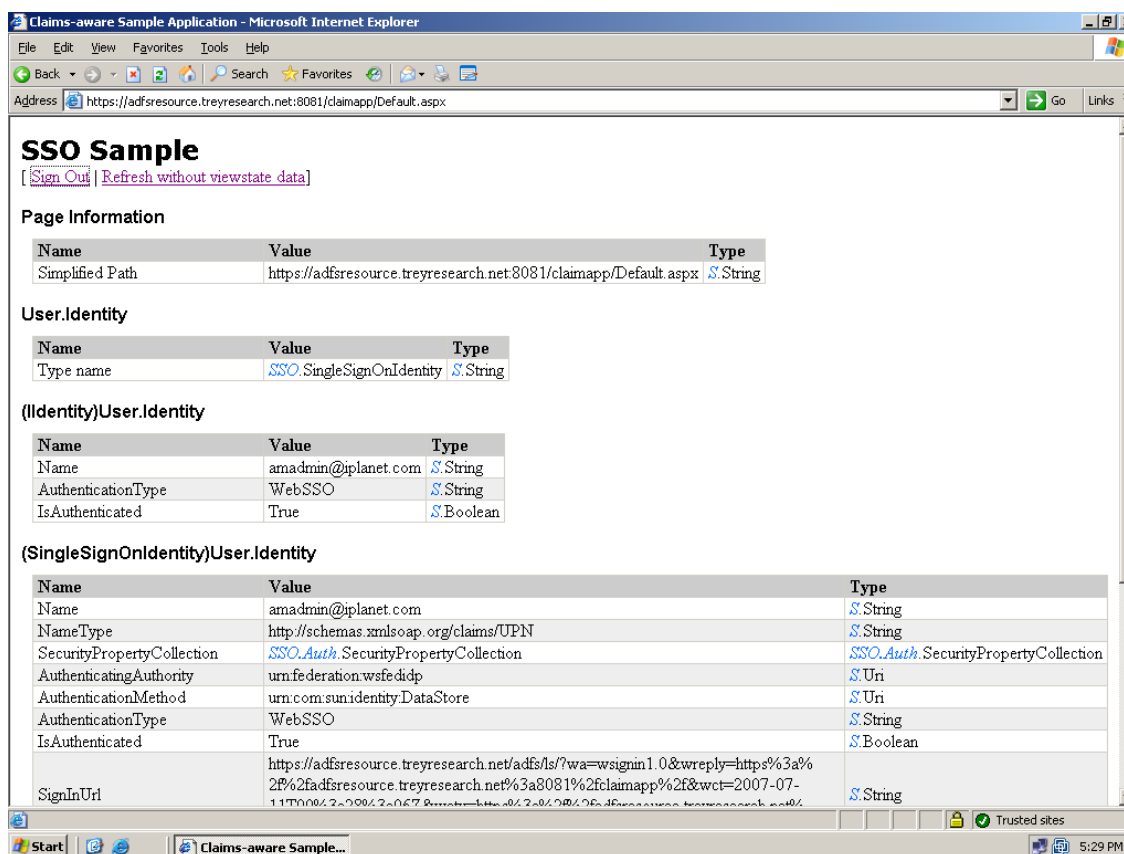 Claims-aware Sample Application - Microsoft Internet Explorer
File Edit View Favorites Tools Help
Back Search Favorites
Address https://adfsresource.treyresearch.net:8081/claimapp/Default.aspx Go Links
SSO Sample
[ Sign Out | Refresh without viewstate data]
Page Information
Name Value Type
Simplified Path https://adfsresource.treyresearch.net:8081/claimapp/Default.aspx S.String
User.Identity
Name Value Type
Type name SSO.SingleSignOnIdentity S.String
(IIdentity)User.Identity
Name Value Type
Name amadmin@iplanet.com S.String
AuthenticationType WebSSO S.String
IsAuthenticated True S.Boolean
(SingleSignOnIdentity)User.Identity
Name Value Type
Name amadmin@iplanet.com S.String
NameType http://schemas.xmlsoap.org/claims/UPN S.String
SecurityPropertyCollection SSO.Auth.SecurityPropertyCollection SSO.Auth.SecurityPropertyCollection
AuthenticatingAuthority urn:federation:wsfedidp S.Uri
AuthenticationMethod urn:com:sun:identity:DataStore S.Uri
AuthenticationType WebSSO S.String
IsAuthenticated True S.Boolean
https://adfsresource.treyresearch.net/adfs/ls/?wa=wsignin1.0&wreply=https%3a%
2f%2fadfsresource.treyresearch.net%3a8081%2fclaimapp%2f&wct=2007-07-
SignInUrl S.String
Trusted sites
Start Claims-aware Sample... 5:29 PM